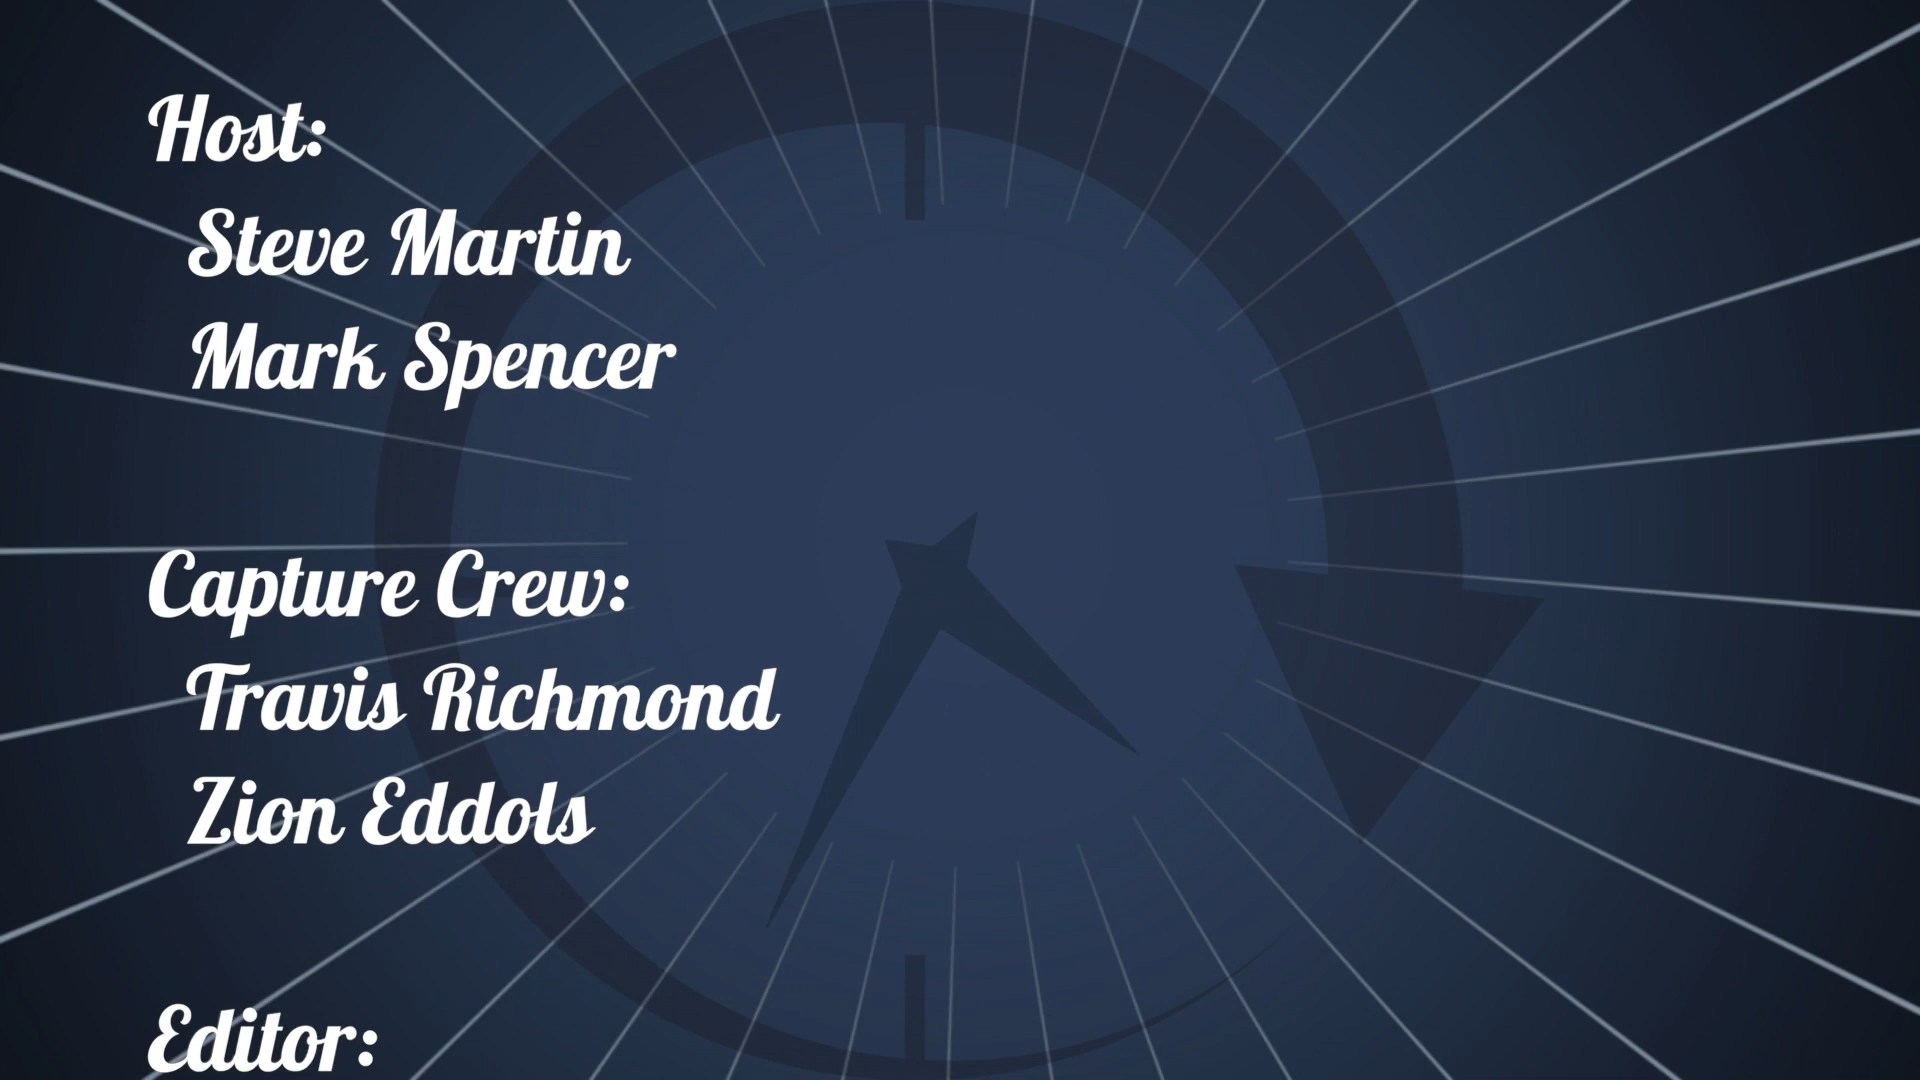 Host:
Steve Martin
Mark Spencer
Capture Crew:
Travis Richmond
Zion Eddols
Editor: